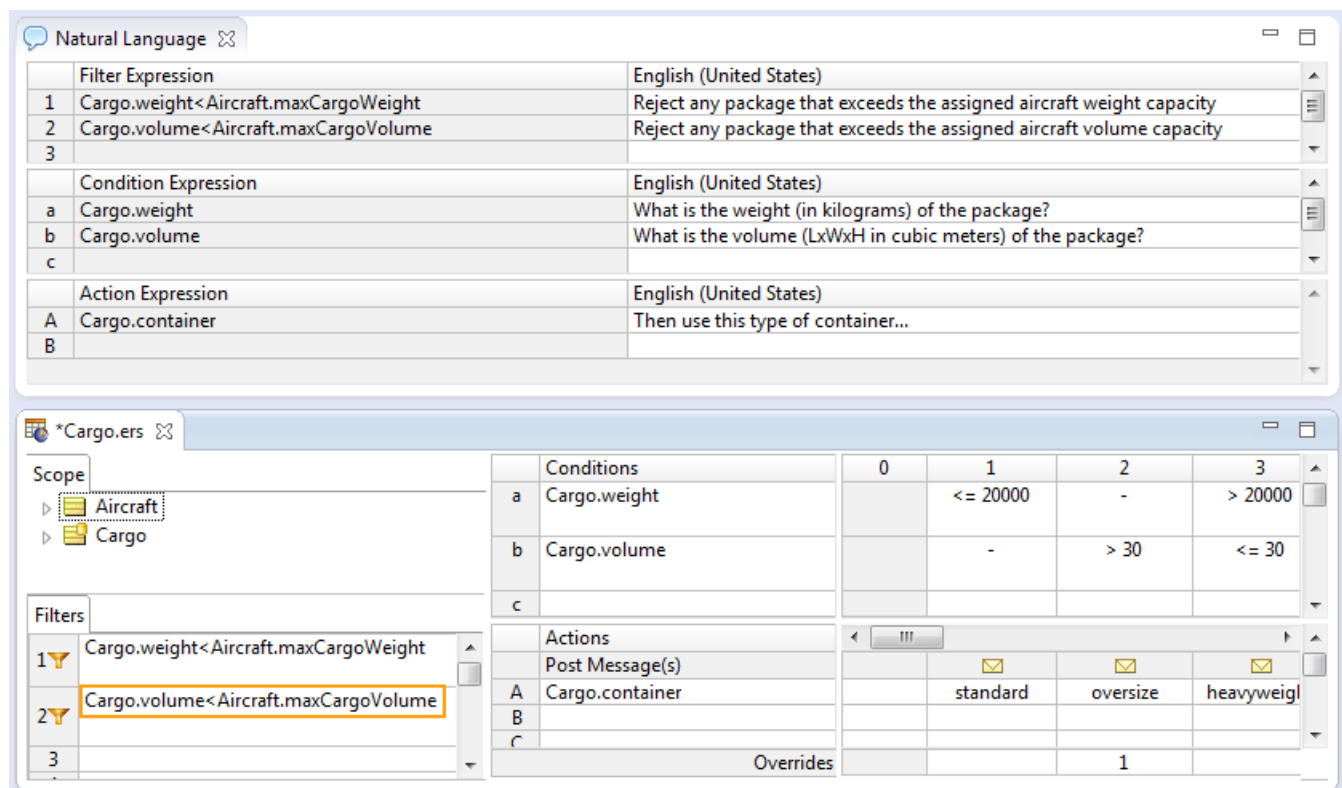 Natural Language
Filter Expression English (United States)
1 Cargo.weight<Aircraft.maxCargoWeight Reject any package that exceeds the assigned aircraft weight capacity
2 Cargo.volume<Aircraft.maxCargoVolume Reject any package that exceeds the assigned aircraft volume capacity
3
Condition Expression English (United States)
a Cargo.weight What is the weight (in kilograms) of the package?
b Cargo.volume What is the volume (LxWxH in cubic meters) of the package?
c
Action Expression English (United States)
A Cargo.container Then use this type of container...
B
*Cargo.ers
Scope
Aircraft
Cargo
Filters
1 Cargo.weight<Aircraft.maxCargoWeight
2 Cargo.volume<Aircraft.maxCargoVolume
3
Conditions 0 1 2 3
a Cargo.weight <= 20000 - > 20000
b Cargo.volume - > 30 <= 30
c
Actions
Post Message(s)
A Cargo.container standard oversize heavyweigl
B
C
Overrides 1